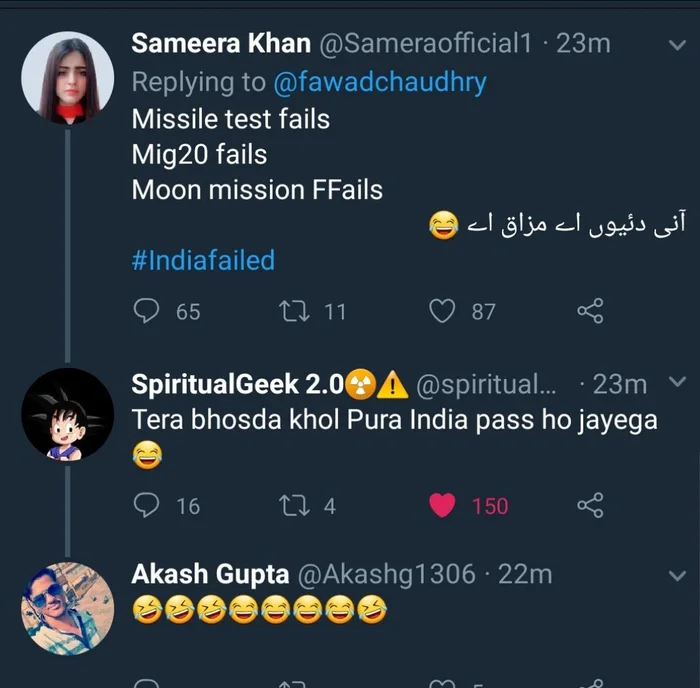 Sameera Khan @Sameraofficial1 · 23m
Replying to @fawadchaudhry
Missile test fails
Mig20 fails
Moon mission FFails
آنی دئیوں اے مزاق اے 😂
#Indiafailed
65 11 87
SpiritualGeek 2.0☢️⚠️ @spiritual... · 23m
Tera bhosda khol Pura India pass ho jayega
😂
16 4 150
Akash Gupta @Akashg1306 · 22m
🤣🤣🤣😂😂😂😂🤣